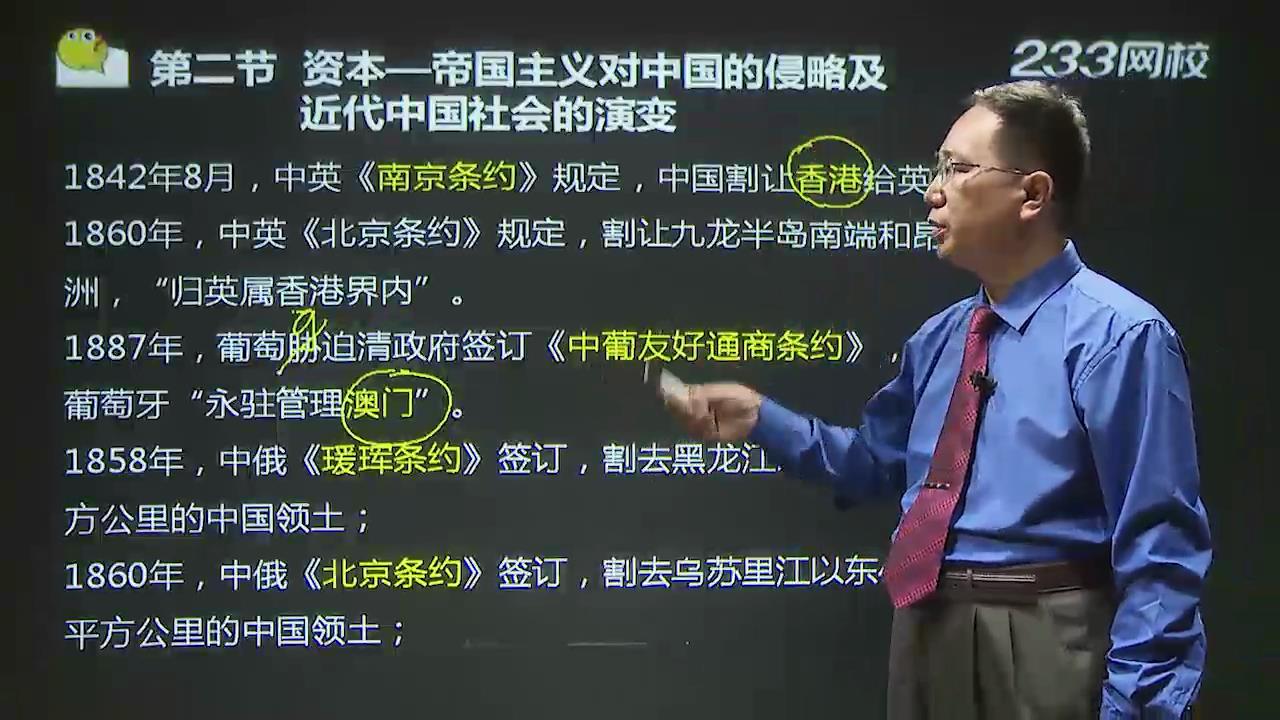 第二节 资本—帝国主义对中国的侵略及
近代中国社会的演变
233网校
1842年8月，中英《南京条约》规定，中国割让香港给英
1860年，中英《北京条约》规定，割让九龙半岛南端和昂
洲，“归英属香港界内”。
1887年，葡萄胁迫清政府签订《中葡友好通商条约》，
葡萄牙“永驻管理澳门”。
1858年，中俄《瑷珲条约》签订，割去黑龙江
方公里的中国领土；
1860年，中俄《北京条约》签订，割去乌苏里江以东
平方公里的中国领土；